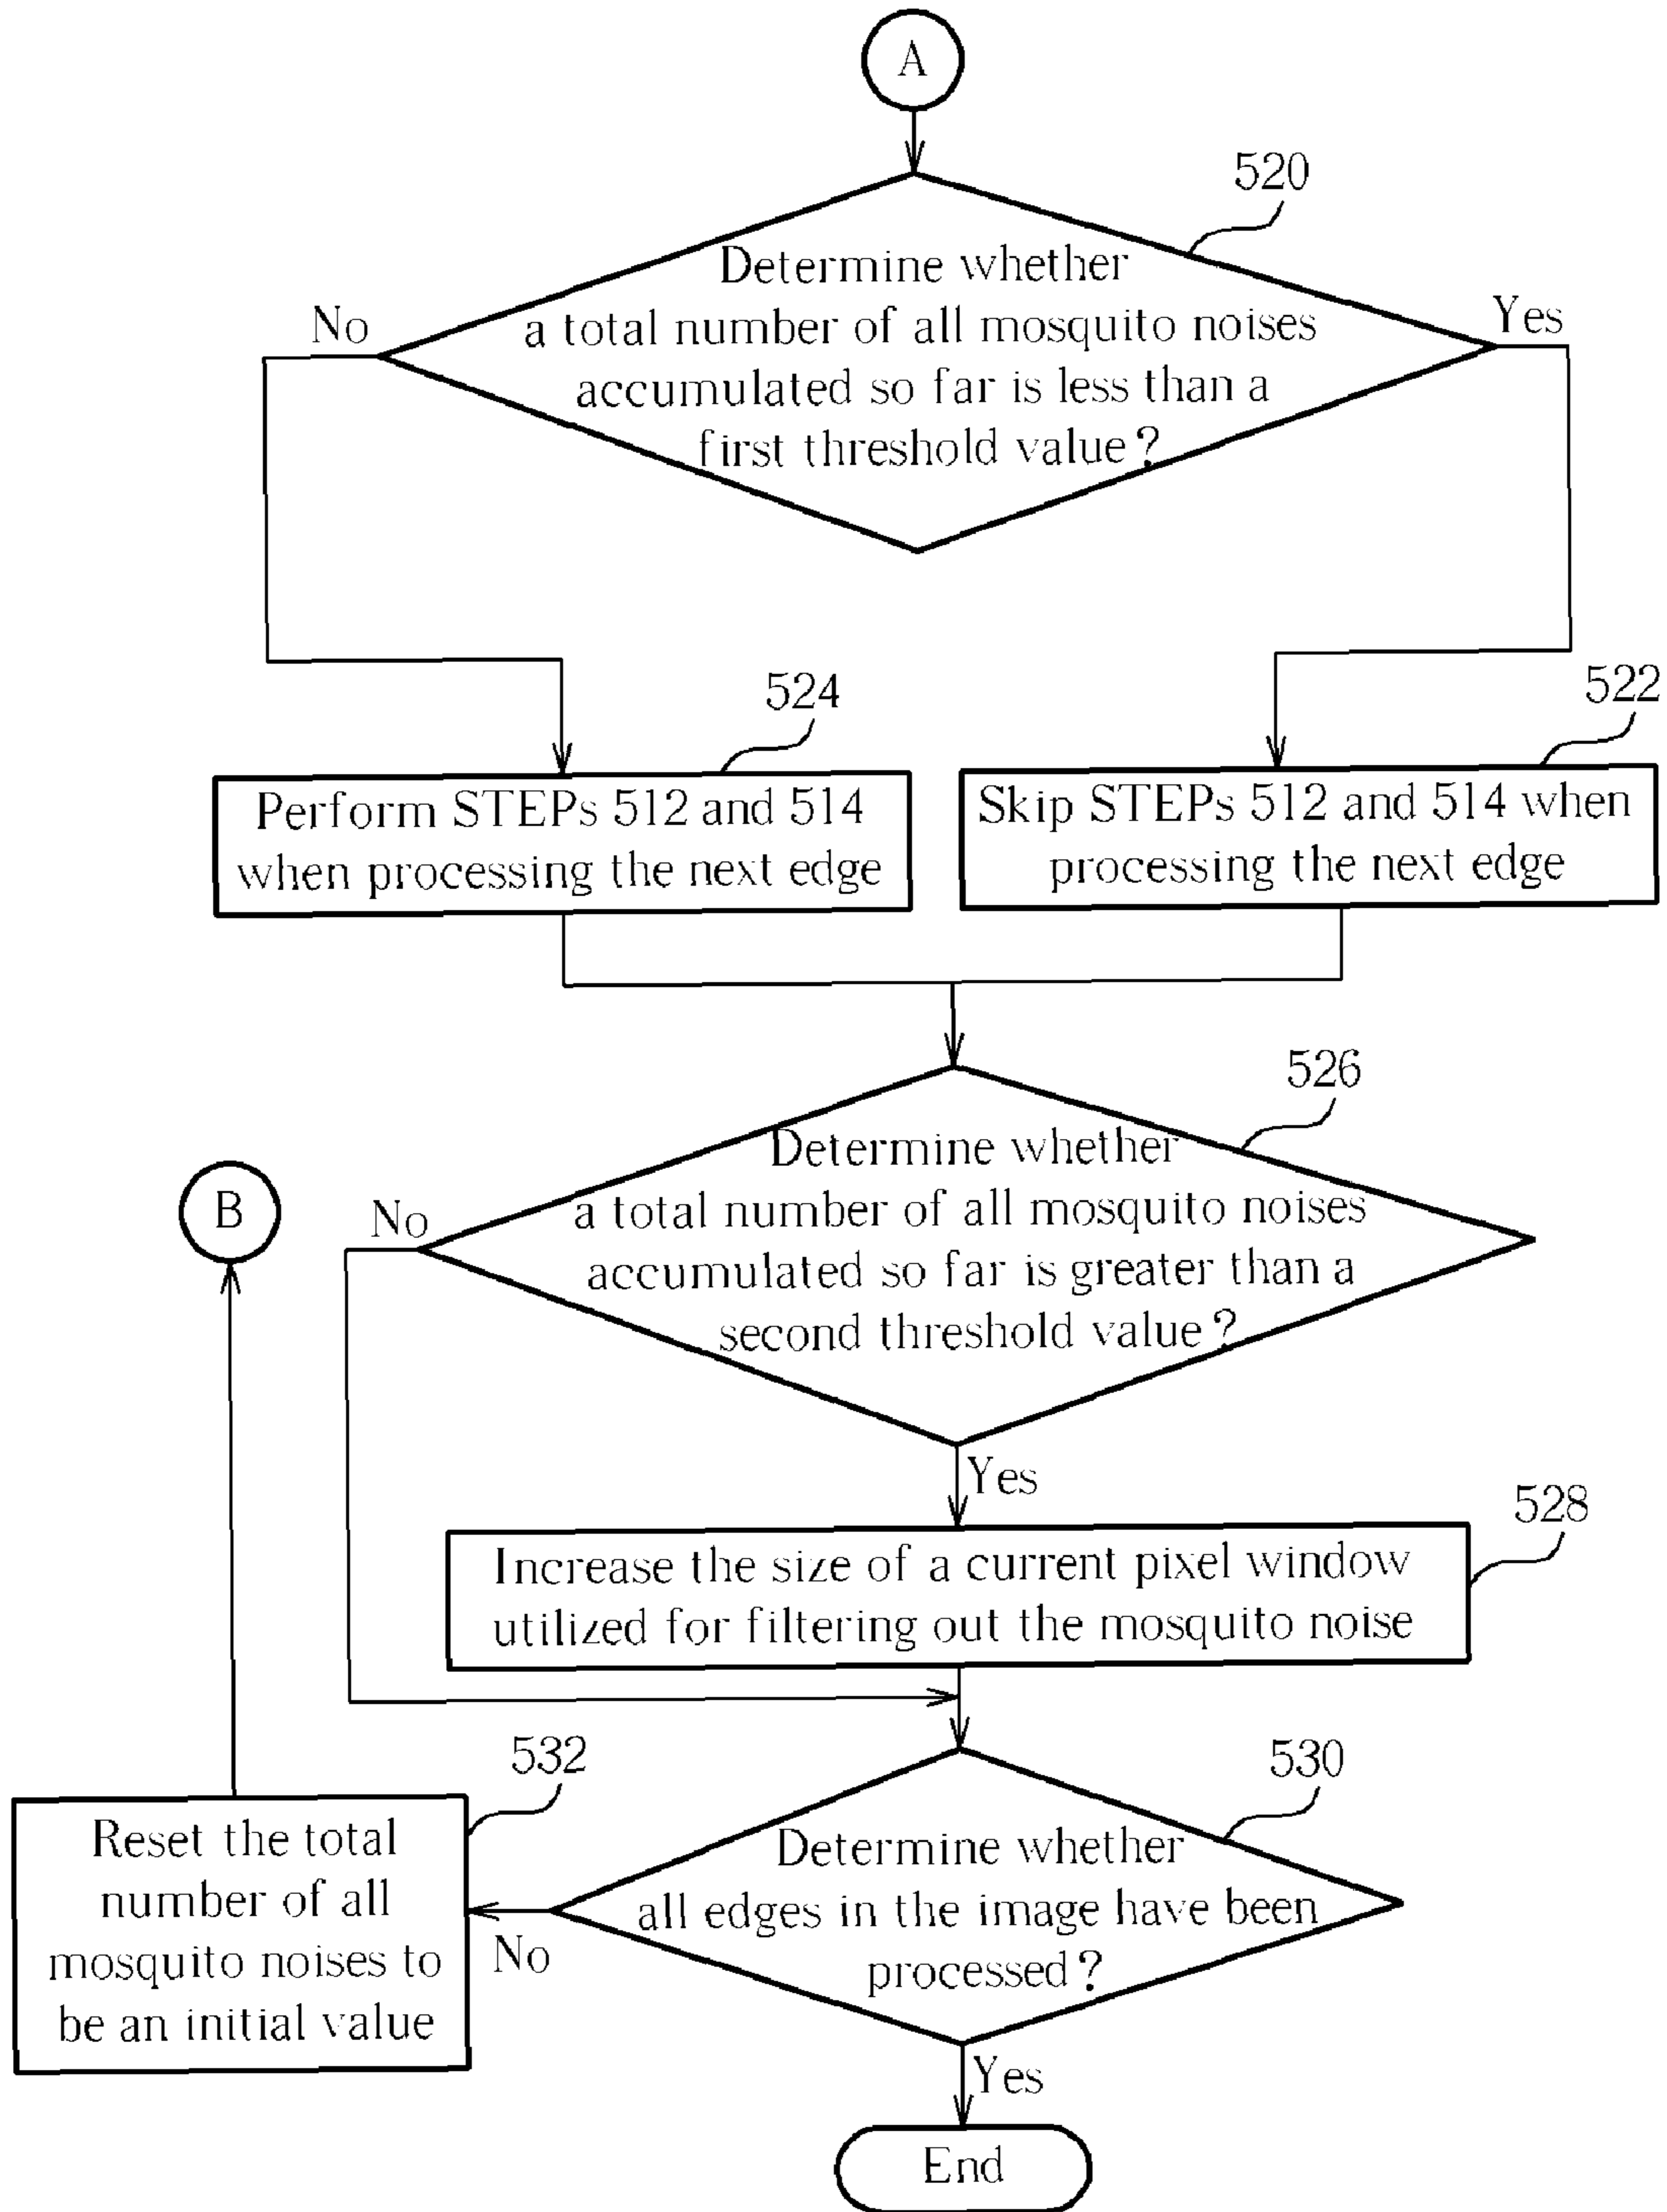 A
520
Determine whether
a total number of all mosquito noises
accumulated so far is less than a
first threshold value?
No
Yes
524
522
Perform STEPs 512 and 514
when processing the next edge
Skip STEPs 512 and 514 when
processing the next edge
526
Determine whether
a total number of all mosquito noises
accumulated so far is greater than a
second threshold value?
B
No
Yes
528
Increase the size of a current pixel window
utilized for filtering out the mosquito noise
532
530
Reset the total
number of all
mosquito noises to
be an initial value
Determine whether
all edges in the image have been
processed?
No
Yes
End